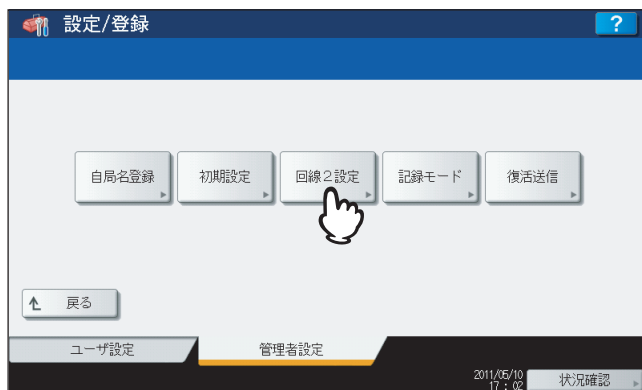 設定/登録
?
自局名登録
初期設定
回線2設定
記録モード
復活送信
戻る
ユーザ設定
管理者設定
2011/05/10
17:02
状況確認